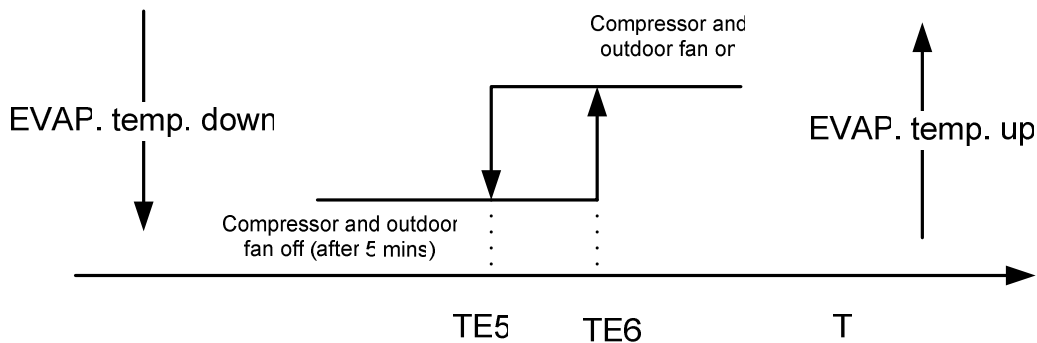 Compressor and
outdoor fan on
EVAP. temp. down
EVAP. temp. up
Compressor and outdoor
fan off (after 5 mins)
TE5
TE6
T